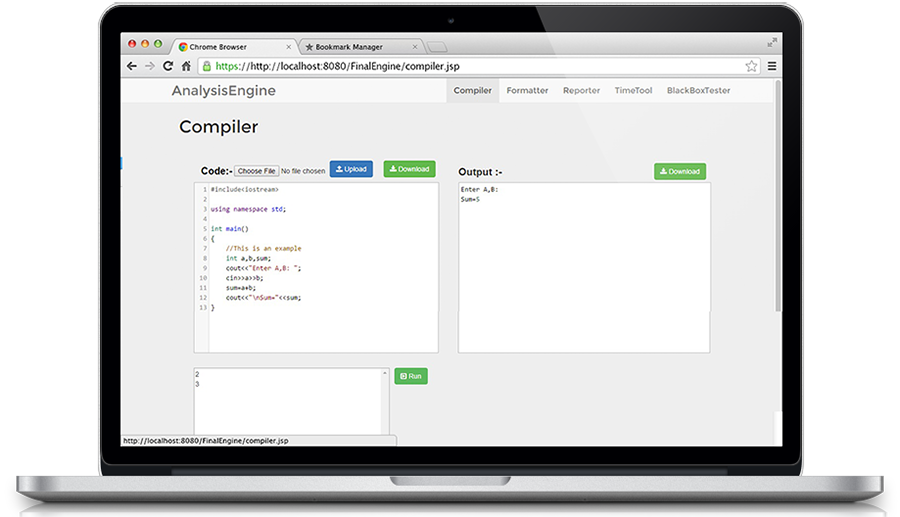 Chrome Browser
Bookmark Manager
https://http://localhost:8080/FinalEngine/compiler.jsp
AnalysisEngine
Compiler Formatter Reporter TimeTool BlackBoxTester
Compiler
Code:- Choose File No file chosen Upload Download
1 #include<iostream>
2
3 using namespace std;
4
5 int main()
6 {
7 //This is an example
8 int a,b,sum;
9 cout<<"Enter A,B: ";
10 cin>>a>>b;
11 sum=a+b;
12 cout<<"\nSum="<<sum;
13 }
Output :- Download
Enter A,B:
Sum=5
2
3
Run
http://localhost:8080/FinalEngine/compiler.jsp